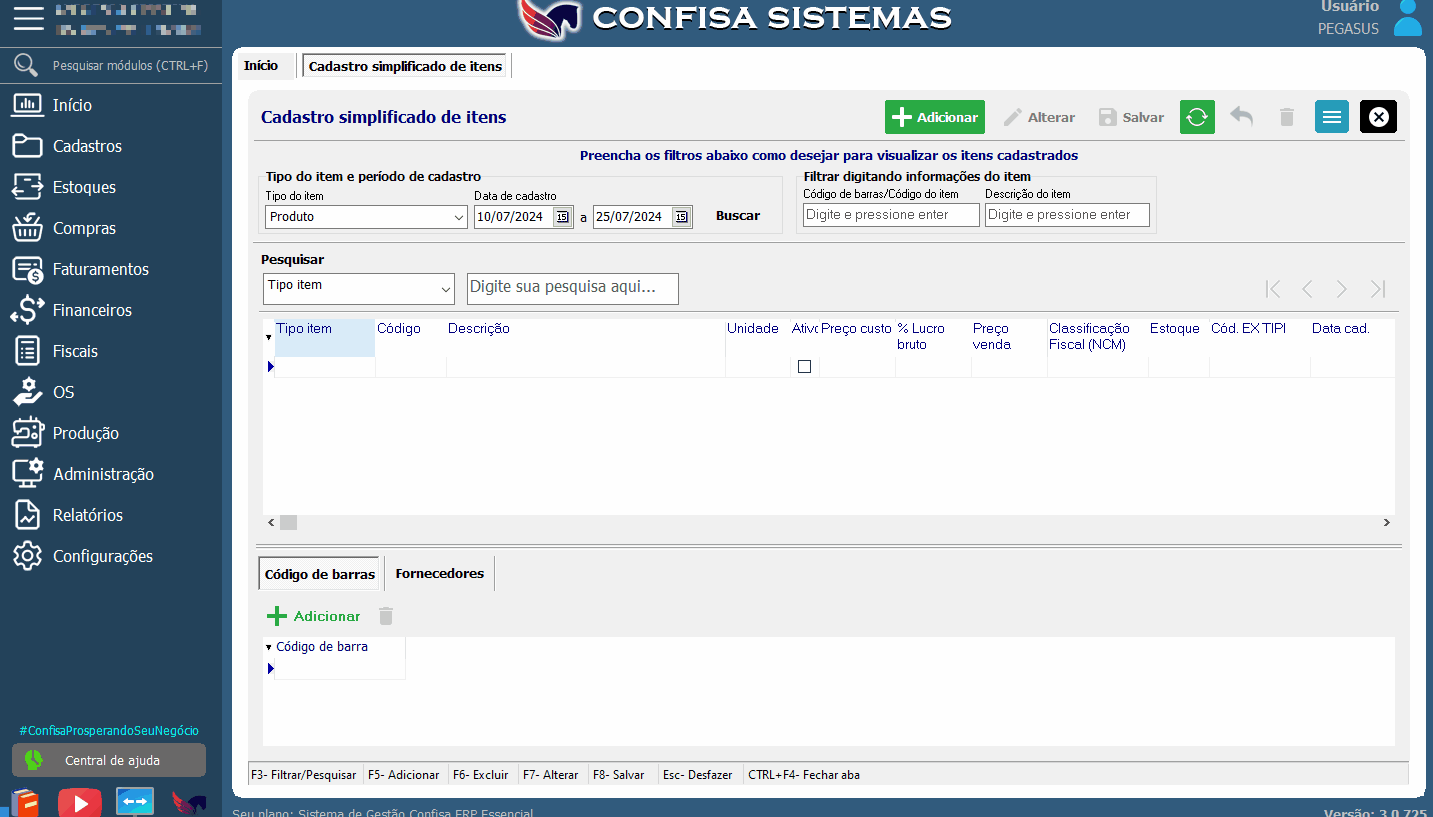 CONFISA SISTEMAS
Usuário
PEGASUS
Pesquisar módulos (CTRL+F)
Início
Cadastros
Estoques
Compras
Faturamentos
Financeiros
Fiscais
OS
Produção
Administração
Relatórios
Configurações
#ConfisaProsperandoSeuNegócio
Central de ajuda
Início
Cadastro simplificado de itens
Cadastro simplificado de itens
Adicionar
Alterar
Salvar
Preencha os filtros abaixo como desejar para visualizar os itens cadastrados
Tipo do item e período de cadastro
Tipo do item
Data de cadastro
Produto
10/07/2024
15
a
25/07/2024
15
Buscar
Filtrar digitando informações do item
Código de barras/Código do item
Descrição do item
Digite e pressione enter
Digite e pressione enter
Pesquisar
Tipo item
Digite sua pesquisa aqui...
Tipo item
Código
Descrição
Unidade
Ativo
Preço custo
% Lucro
bruto
Preço
venda
Classificação
Fiscal (NCM)
Estoque
Cód. EX TIPI
Data cad.
Código de barras
Fornecedores
Adicionar
Código de barra
F3- Filtrar/Pesquisar
F5- Adicionar
F6- Excluir
F7- Alterar
F8- Salvar
Esc- Desfazer
CTRL+F4- Fechar aba
Seu plano: Sistema de Gestão Confisa ERP Essencial
Versão: 3.0.725